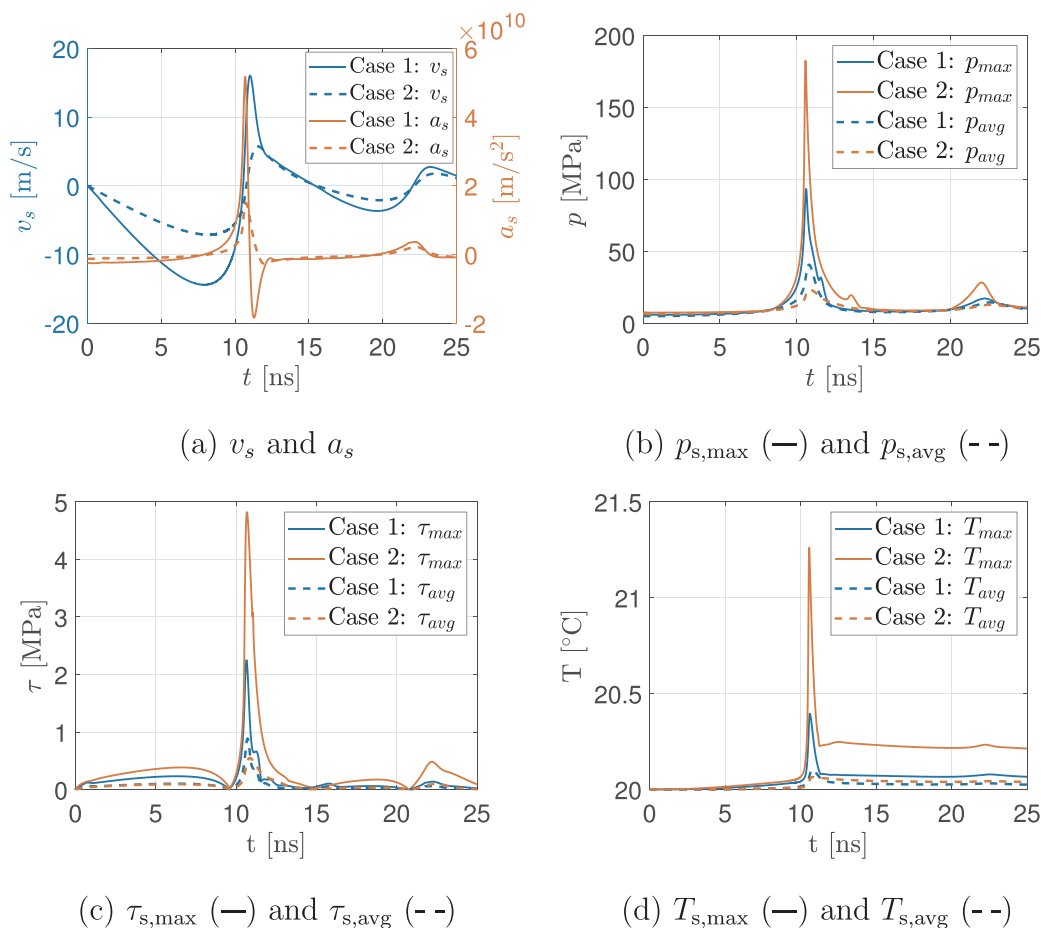 ×10¹⁰
20
10
0
-10
-20
v_s [m/s]
6
4
2
0
-2
a_s [m/s²]
Case 1: v_s
Case 2: v_s
Case 1: a_s
Case 2: a_s
0 5 10 15 20 25
t [ns]
(a) v_s and a_s
200
150
100
50
0
p [MPa]
Case 1: p_max
Case 2: p_max
Case 1: p_avg
Case 2: p_avg
0 5 10 15 20 25
t [ns]
(b) p_s,max (—) and p_s,avg (- -)
5
4
3
2
1
0
τ [MPa]
Case 1: τ_max
Case 2: τ_max
Case 1: τ_avg
Case 2: τ_avg
0 5 10 15 20 25
t [ns]
(c) τ_s,max (—) and τ_s,avg (- -)
21.5
21
20.5
20
T [°C]
Case 1: T_max
Case 2: T_max
Case 1: T_avg
Case 2: T_avg
0 5 10 15 20 25
t [ns]
(d) T_s,max (—) and T_s,avg (- -)